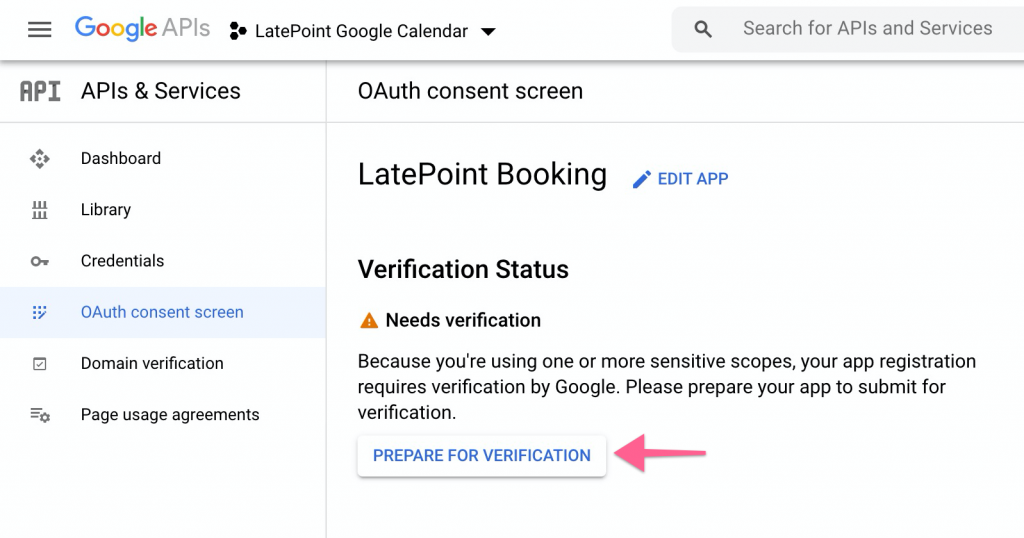 Google APIs
LatePoint Google Calendar
Search for APIs and Services
API
APIs & Services
OAuth consent screen
Dashboard
Library
Credentials
OAuth consent screen
Domain verification
Page usage agreements
LatePoint Booking
EDIT APP
Verification Status
Needs verification
Because you're using one or more sensitive scopes, your app registration
requires verification by Google. Please prepare your app to submit for
verification.
PREPARE FOR VERIFICATION